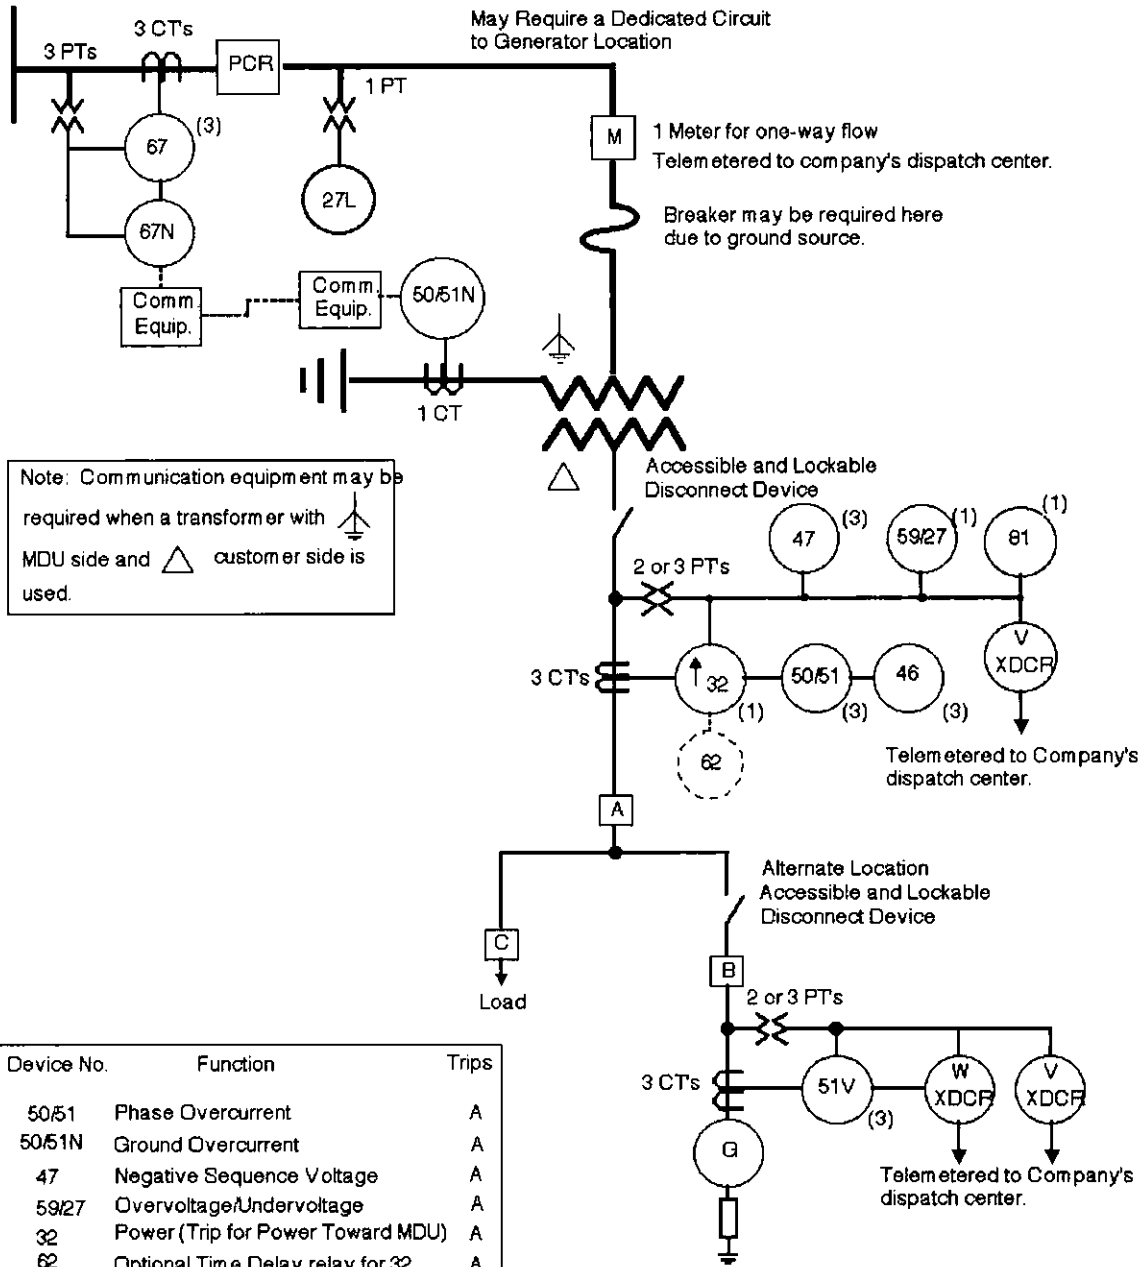 May Require a Dedicated Circuit
to Generator Location
3 CT's
3 PTs
PCR
1 PT
67
(3)
27L
67N
M
1 Meter for one-way flow
Telemetered to company's dispatch center.
Breaker may be required here
due to ground source.
Comm.
Equip.
Comm.
Equip.
50/51N
1 CT
Note: Communication equipment may be
required when a transformer with
MDU side and customer side is
used.
Accessible and Lockable
Disconnect Device
47
(3)
59/27
(1)
81
(1)
2 or 3 PT's
V
XDCR
3 CT's
32
(1)
50/51
(3)
46
(3)
62
Telemetered to Company's
dispatch center.
A
Alternate Location
Accessible and Lockable
Disconnect Device
C
Load
B
2 or 3 PT's
3 CT's
51V
(3)
W
XDCR
V
XDCR
G
Telemetered to Company's
dispatch center.
Device No. Function Trips
50/51 Phase Overcurrent A
50/51N Ground Overcurrent A
47 Negative Sequence Voltage A
59/27 Overvoltage/Undervoltage A
32 Power (Trip for Power Toward MDU) A
62 Optional Time Delay relay for 32 A